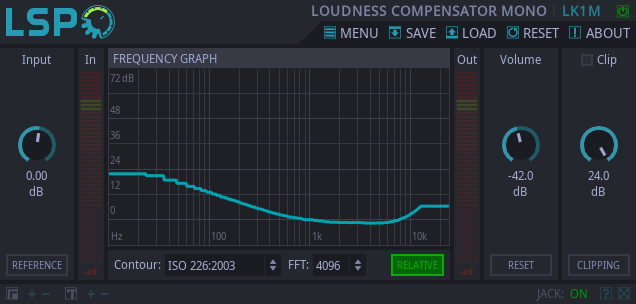 LSP
LOUDNESS COMPENSATOR MONO LK1M
MENU SAVE LOAD RESET ABOUT
Input In FREQUENCY GRAPH Out Volume Clip
72 dB
48
36
24
12
0
Hz 100 1k 10k
0.00
dB
-42.0
dB
24.0
dB
-inf -inf
REFERENCE Contour: ISO 226:2003 FFT: 4096 RELATIVE RESET CLIPPING
JACK: ON